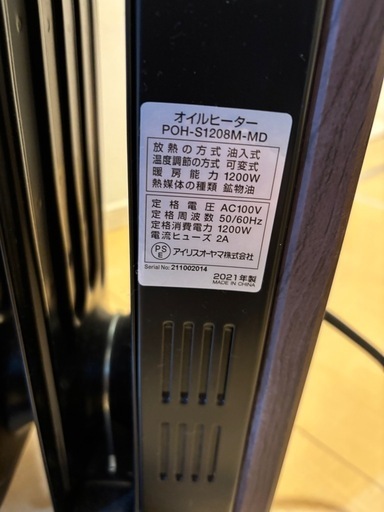 オイルヒーター
POH-S1208M-MD
放熱の方式 油入式
温度調節の方式 可変式
暖房能力 1200W
熱媒体の種類 鉱物油
定格電圧 AC100V
定格周波数 50/60Hz
定格消費電力 1200W
電流ヒューズ 2A
PSE アイリスオーヤマ株式会社
Serial No.: 211002014
2021年製
MADE IN CHINA